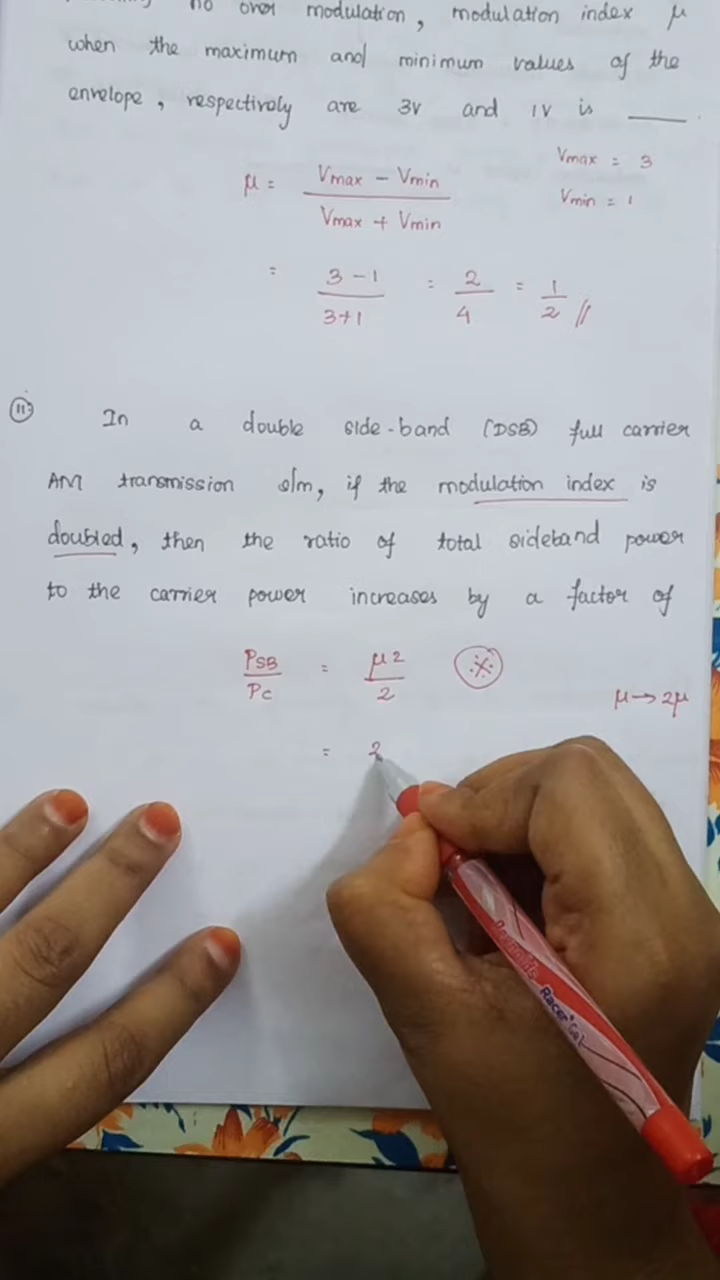 no over modulation, modulation index μ
when the maximum and minimum values of the
envelope, respectively are 3V and 1V is ____
μ = (Vmax - Vmin) / (Vmax + Vmin)
Vmax = 3
Vmin = 1
= (3-1) / (3+1) = 2/4 = 1/2 //
(11) In a double side-band (DSB) full carrier
AM transmission s/m, if the modulation index is
doubled, then the ratio of total sideband power
to the carrier power increases by a factor of
PSB/Pc = μ2/2
μ→2μ
= 2
Reynolds Racer Gel